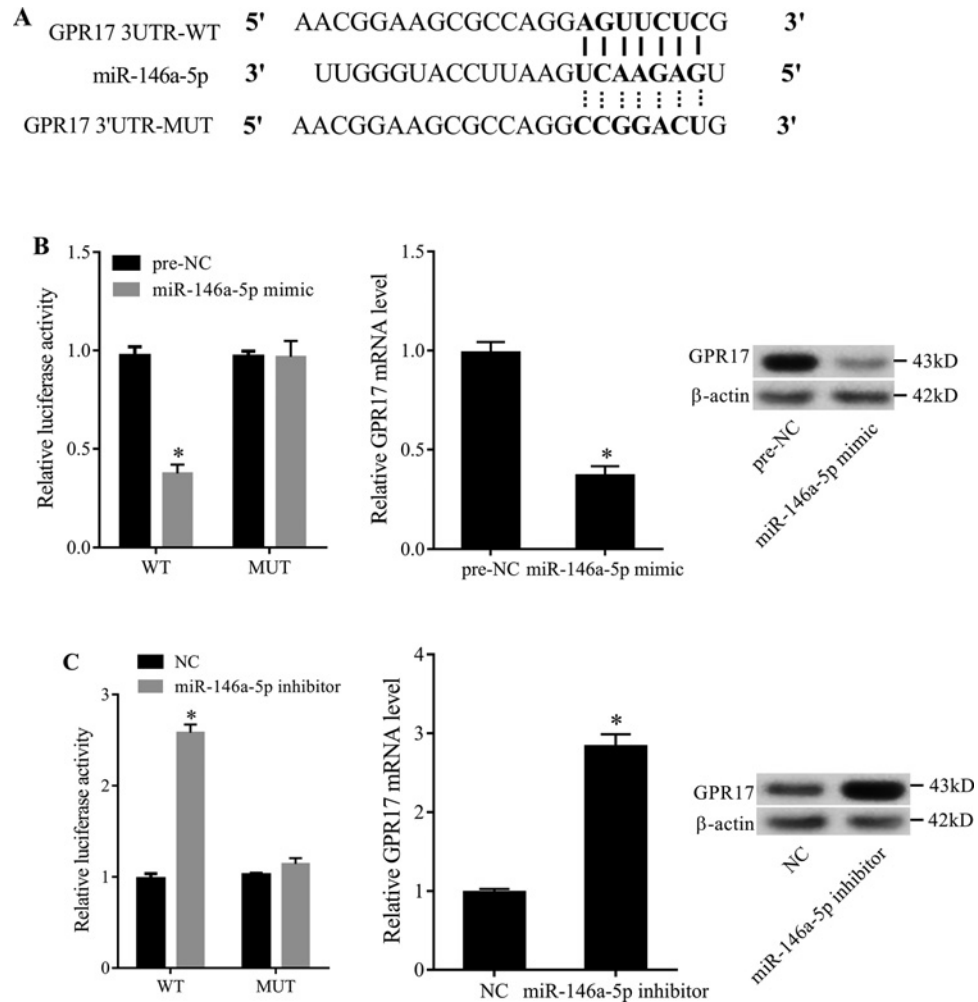 A
GPR17 3UTR-WT 5' AACGGAAGCGCCAGGAGUUCUCG 3'
miR-146a-5p 3' UUGGGUACCUUAAGUCAAGAGU 5'
GPR17 3'UTR-MUT 5' AACGGAAGCGCCAGGCCGGACUG 3'
B
pre-NC
miR-146a-5p mimic
Relative luciferase activity
1.5
1.0
0.5
0.0
*
WT MUT
Relative GPR17 mRNA level
1.5
1.0
0.5
0.0
*
pre-NC miR-146a-5p mimic
GPR17 43kD
β-actin 42kD
pre-NC
miR-146a-5p mimic
C
NC
miR-146a-5p inhibitor
Relative luciferase activity
3
2
1
0
*
WT MUT
Relative GPR17 mRNA level
4
3
2
1
0
*
NC miR-146a-5p inhibitor
GPR17 43kD
β-actin 42kD
NC
miR-146a-5p inhibitor